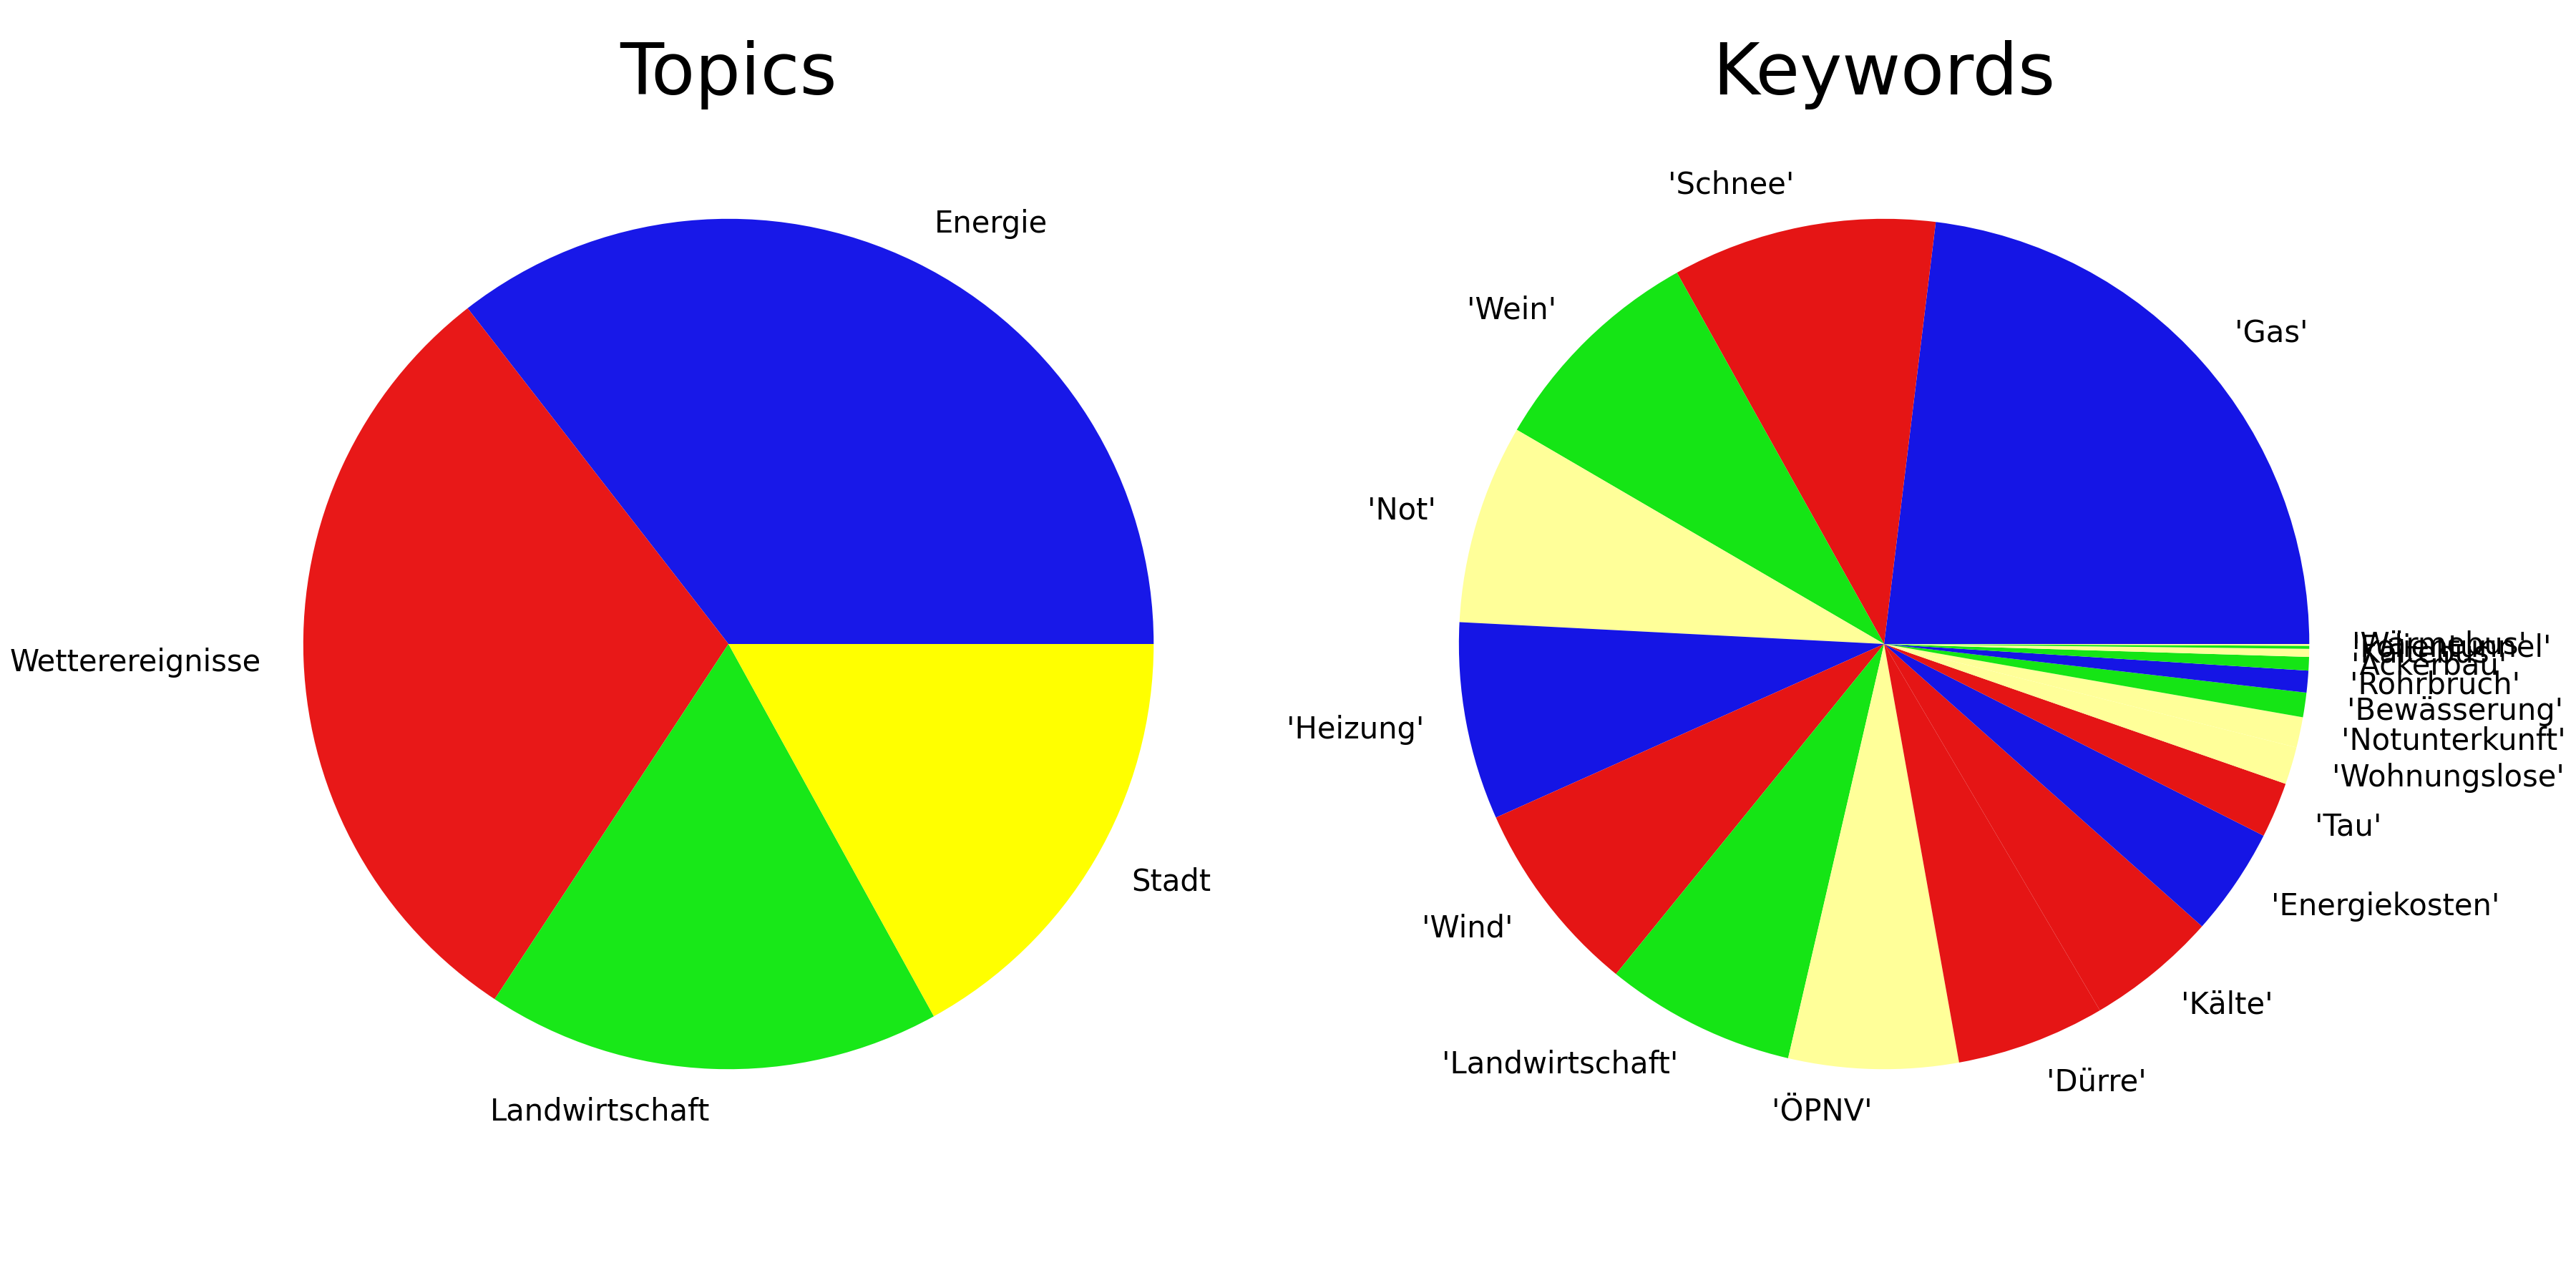 Topics
Energie
Wetterereignisse
Landwirtschaft
Stadt
Keywords
'Gas'
'Schnee'
'Wein'
'Not'
'Heizung'
'Wind'
'Landwirtschaft'
'ÖPNV'
'Dürre'
'Kälte'
'Energiekosten'
'Tau'
'Wohnungslose'
'Notunterkunft'
'Bewässerung'
'Rohrbruch'
'Ackerbau'
'Wärmebus'